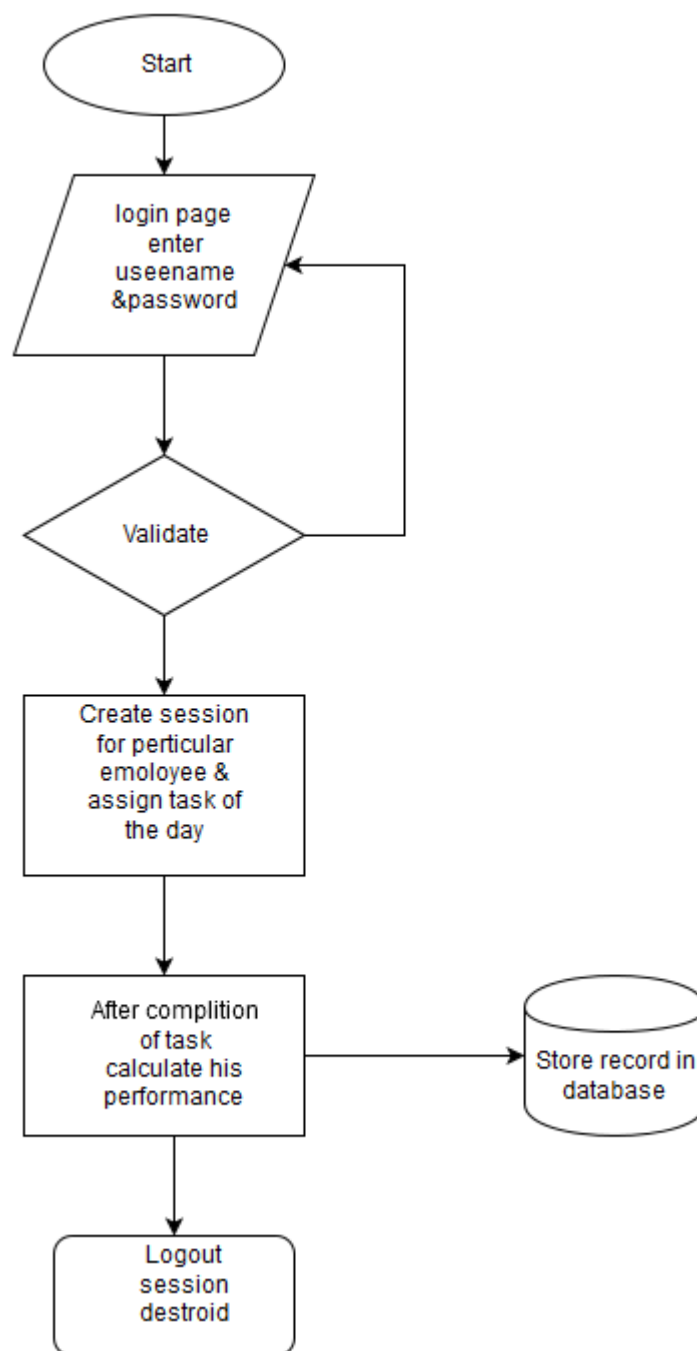 Start
login page
enter
useename
&password
Validate
Create session
for perticular
emoloyee &
assign task of
the day
After complition
of task
calculate his
performance
Store record in
database
Logout
session
destroid